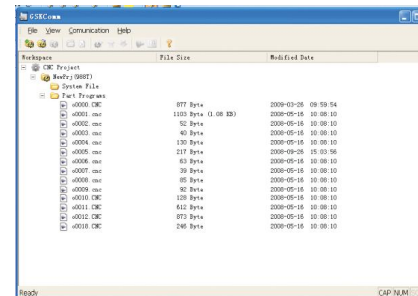 GSKComm
File View Comunication Help
Workspace File Size Modified Date
CNC Project
NewPrj(988T)
System File
Part Programs
o0000.CNC 877 Byte 2009-03-26 09:59:54
o0001.cnc 1103 Byte (1.08 KB) 2008-05-16 10:08:10
o0002.cnc 52 Byte 2008-05-16 10:08:10
o0003.cnc 40 Byte 2008-05-16 10:08:10
o0004.cnc 130 Byte 2008-05-16 10:08:10
o0005.cnc 217 Byte 2008-09-26 15:03:56
o0006.cnc 63 Byte 2008-05-16 10:08:10
o0007.cnc 39 Byte 2008-05-16 10:08:10
o0008.cnc 85 Byte 2008-05-16 10:08:10
o0009.cnc 92 Byte 2008-05-16 10:08:10
o0010.CNC 128 Byte 2008-05-16 10:08:10
o0011.CNC 612 Byte 2008-05-16 10:08:10
o0012.CNC 873 Byte 2008-05-16 10:08:10
o0018.CNC 246 Byte 2008-05-16 10:08:10
Ready CAP NUM